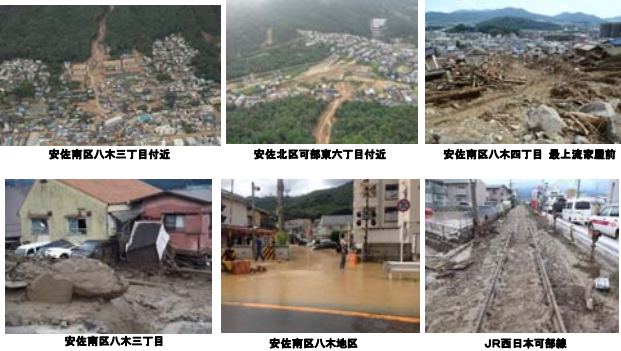 安佐南区八木三丁目付近
安佐北区可部東六丁目付近
安佐南区八木四丁目 最上流家屋前
安佐南区八木三丁目
安佐南区八木地区
JR西日本可部線